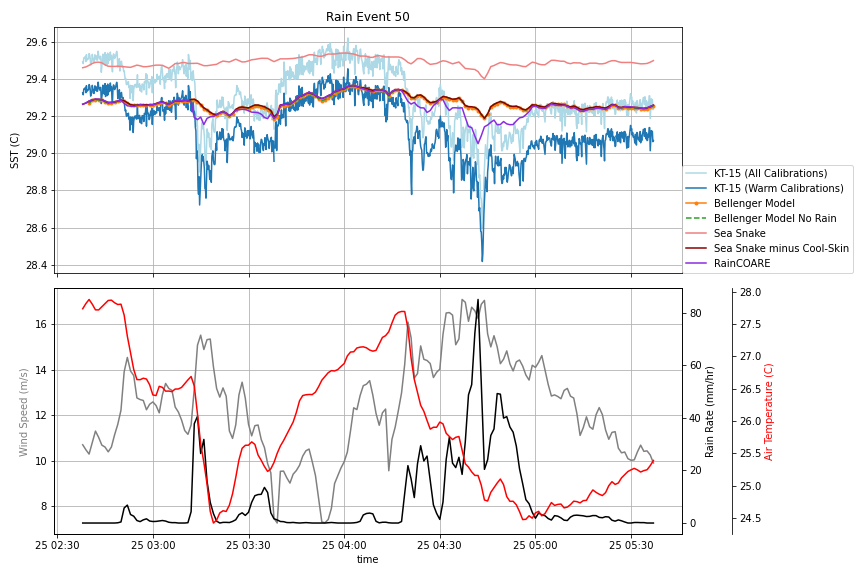 Rain Event 50
29.6
29.4
29.2
29.0
28.8
28.6
28.4
SST (C)
KT-15 (All Calibrations)
KT-15 (Warm Calibrations)
Bellenger Model
Bellenger Model No Rain
Sea Snake
Sea Snake minus Cool-Skin
RainCOARE
16
14
12
10
8
Wind Speed (m/s)
80
60
40
20
0
Rain Rate (mm/hr)
28.0
27.5
27.0
26.5
26.0
25.5
25.0
24.5
Air Temperature (C)
25 02:30
25 03:00
25 03:30
25 04:00
25 04:30
25 05:00
25 05:30
time